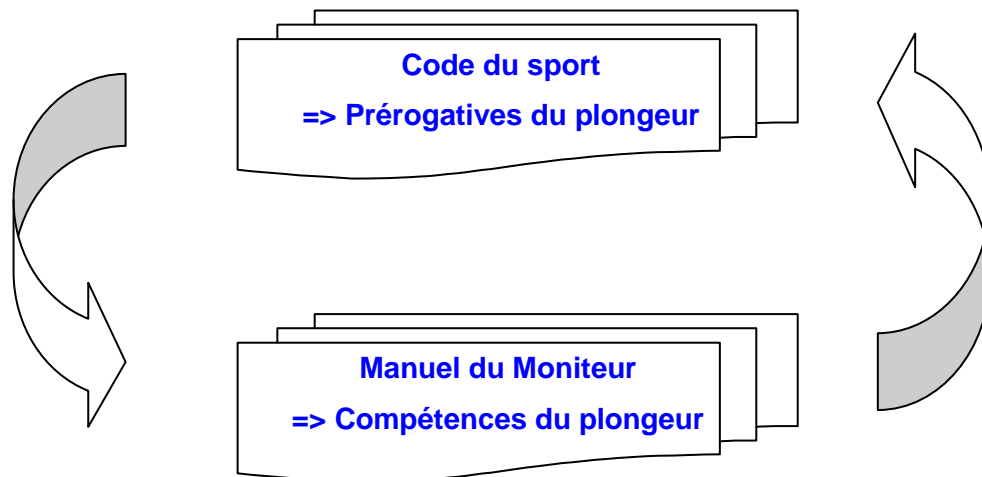 Code du sport
=> Prérogatives du plongeur
Manuel du Moniteur
=> Compétences du plongeur